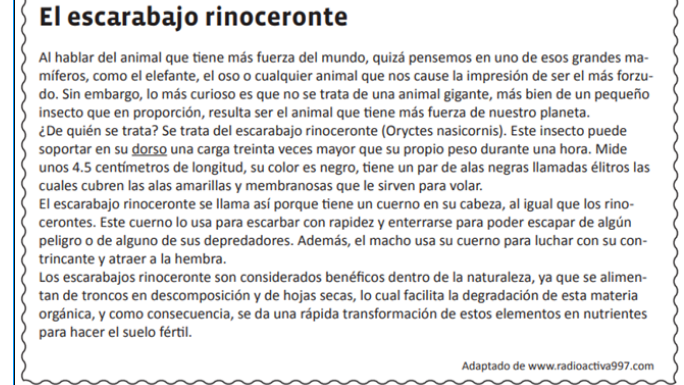 El escarabajo rinoceronte
Al hablar del animal que tiene más fuerza del mundo, quizá pensemos en uno de esos grandes ma-
míferos, como el elefante, el oso o cualquier animal que nos cause la impresión de ser el más forzu-
do. Sin embargo, lo más curioso es que no se trata de una animal gigante, más bien de un pequeño
insecto que en proporción, resulta ser el animal que tiene más fuerza de nuestro planeta.
¿De quién se trata? Se trata del escarabajo rinoceronte (Oryctes nasicornis). Este insecto puede
soportar en su dorso una carga treinta veces mayor que su propio peso durante una hora. Mide
unos 4.5 centímetros de longitud, su color es negro, tiene un par de alas negras llamadas élitros las
cuales cubren las alas amarillas y membranosas que le sirven para volar.
El escarabajo rinoceronte se llama así porque tiene un cuerno en su cabeza, al igual que los rino-
cerontes. Este cuerno lo usa para escarbar con rapidez y enterrarse para poder escapar de algún
peligro o de alguno de sus depredadores. Además, el macho usa su cuerno para luchar con su con-
trincante y atraer a la hembra.
Los escarabajos rinoceronte son considerados benéficos dentro de la naturaleza, ya que se alimen-
tan de troncos en descomposición y de hojas secas, lo cual facilita la degradación de esta materia
orgánica, y como consecuencia, se da una rápida transformación de estos elementos en nutrientes
para hacer el suelo fértil.
Adaptado de www.radioactiva997.com